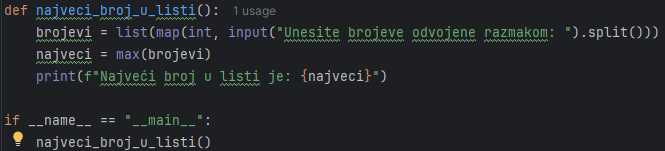 def najveci_broj_u_listi():  1 usage
    brojevi = list(map(int, input("Unesite brojeve odvojene razmakom: ").split()))
    najveci = max(brojevi)
    print(f"Najveći broj u listi je: {najveci}")
if __name__ == "__main__":
    najveci_broj_u_listi()